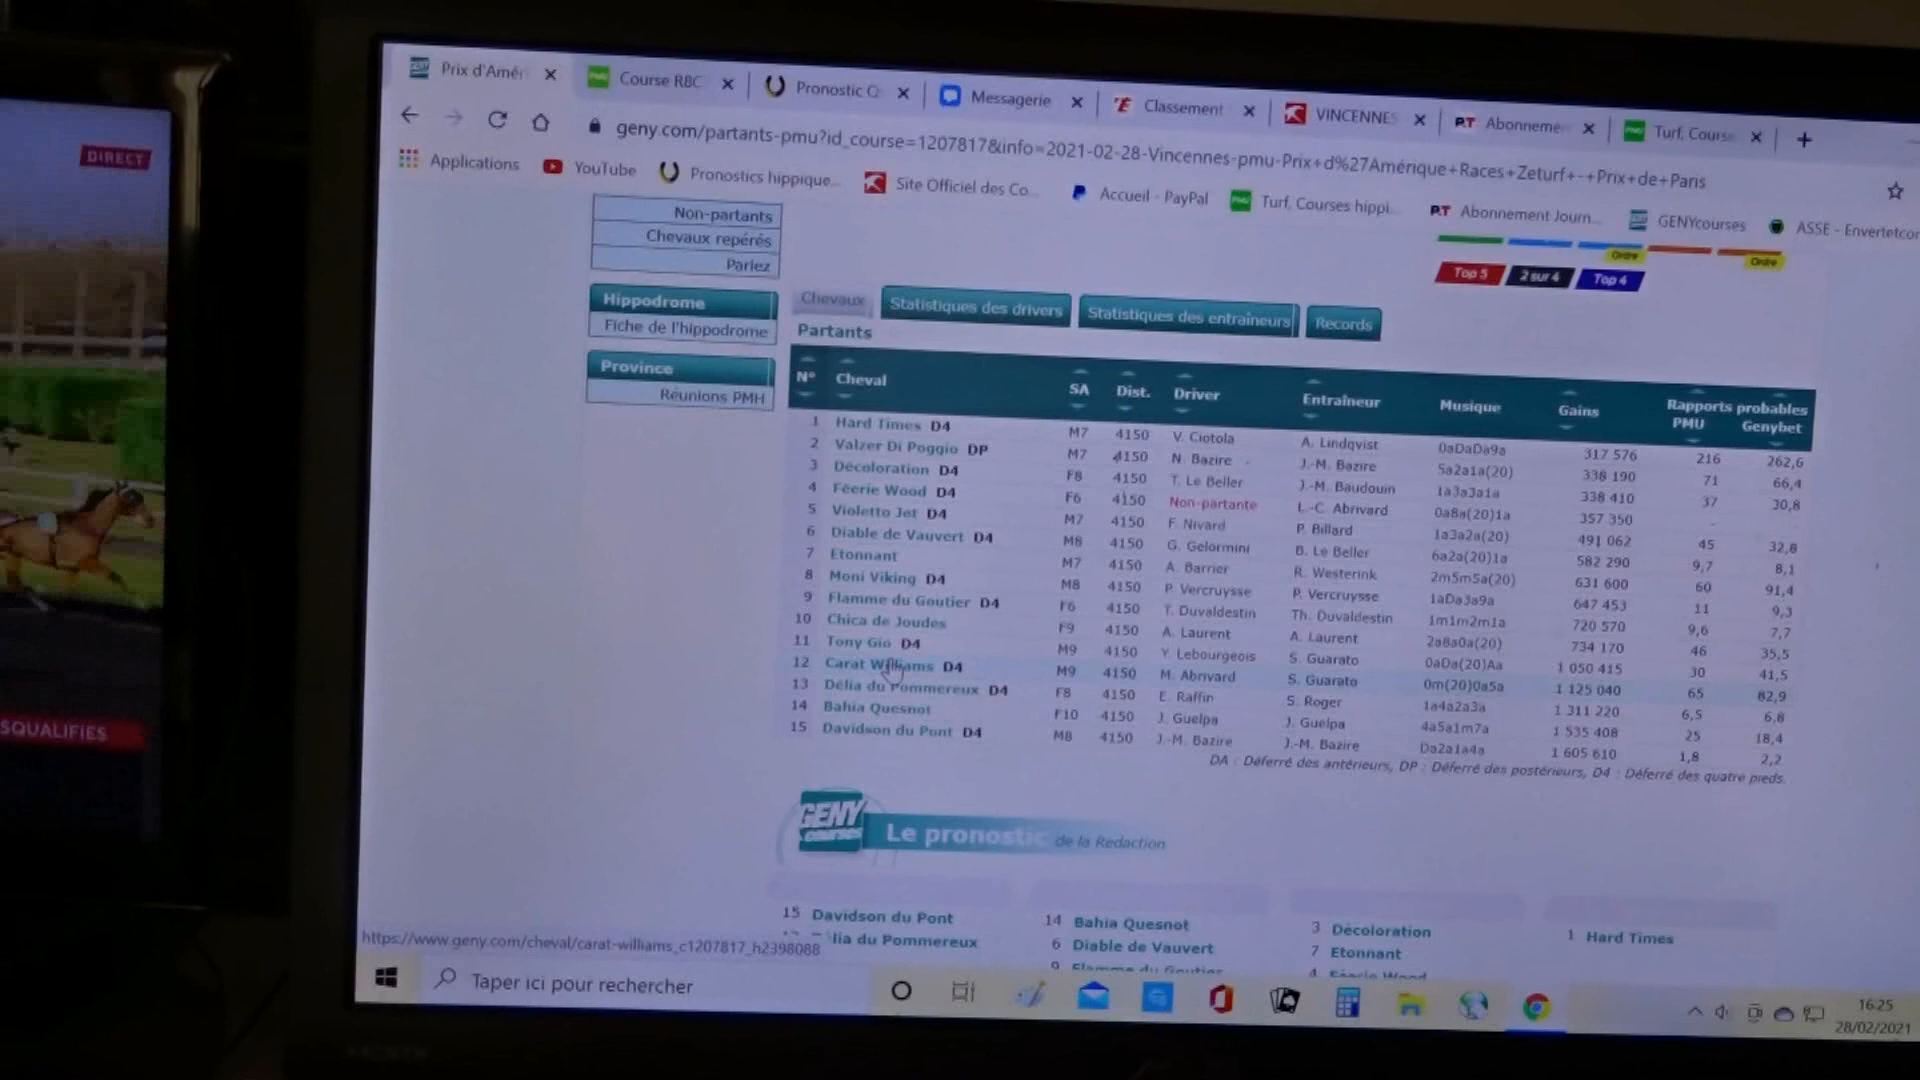 DIRECT
SQUALIFIES
Prix d'Amér
Course R8C
Pronostic Q
Messagerie
Classement
VINCENNES
Abonneme
Turf, Course
geny.com/partants-pmu?id_course=1207817&info=2021-02-28-Vincennes-pmu-Prix+d%27Amérique+Races+Zeturf+-+Prix+de+Paris
Applications
YouTube
Pronostics hippique...
Site Officiel des Co...
Accueil - PayPal
Turf, Courses hippi...
Abonnement Journ...
GENYcourses
ASSE - Envertetcor
Non-partants
Chevaux repérés
Pariez
Ordre
Ordre
Top 5
2 sur 4
Top 4
Hippodrome
Fiche de l'hippodrome
Province
Réunions PMH
Chevaux
Statistiques des drivers
Statistiques des entraîneurs
Records
Partants
N° Cheval SA Dist. Driver Entraîneur Musique Gains Rapports probables
PMU Genybet
1 Hard Times D4 M7 4150 V. Ciotola A. Lindqvist 0aDaDa9a 317 576 216 262,6
2 Valzer Di Poggio DP M7 4150 N. Bazire J.-M. Bazire 5a2a1a(20) 338 190 71 66,4
3 Décoloration D4 F8 4150 T. Le Beller J.-M. Baudouin 1a3a3a1a 338 410 37 30,8
4 Féerie Wood D4 F6 4150 Non-partante L.-C. Abrivard 0a8a(20)1a 357 350 - -
5 Violetto Jet D4 M7 4150 F. Nivard P. Billard 1a3a2a(20) 491 062 45 32,8
6 Diable de Vauvert D4 M8 4150 G. Gelormini B. Le Beller 6a2a(20)1a 582 290 9,7 8,1
7 Etonnant M7 4150 A. Barrier R. Westerink 2m5m5a(20) 631 600 60 91,4
8 Moni Viking D4 M8 4150 P. Vercruysse P. Vercruysse 1aDa3a9a 647 453 11 9,3
9 Flamme du Goutier D4 F6 4150 T. Duvaldestin Th. Duvaldestin 1m1m2m1a 720 570 9,6 7,7
10 Chica de Joudes F9 4150 A. Laurent A. Laurent 2a8a0a(20) 734 170 46 35,5
11 Tony Gio D4 M9 4150 Y. Lebourgeois S. Guarato 0aDa(20)Aa 1 050 415 30 41,5
12 Carat Williams D4 M9 4150 M. Abrivard S. Guarato 0m(20)0a5a 1 125 040 65 82,9
13 Délia du Pommereux D4 F8 4150 E. Raffin S. Roger 1a4a2a3a 1 311 220 6,5 6,8
14 Bahia Quesnot F10 4150 J. Guelpa J. Guelpa 4a5a1m7a 1 535 408 25 18,4
15 Davidson du Pont D4 M8 4150 J.-M. Bazire J.-M. Bazire Da2a1a4a 1 605 610 1,8 2,2
DA : Déferré des antérieurs, DP : Déferré des postérieurs, D4 : Déferré des quatre pieds.
GENY courses
Le pronostic de la Redaction
15 Davidson du Pont 14 Bahia Quesnot 3 Décoloration 1 Hard Times
lia du Pommereux 6 Diable de Vauvert 7 Etonnant
9 Flamme du Goutier 4 Féerie Wood
https://www.geny.com/cheval/carat-williams_c1207817_h2398088
Taper ici pour rechercher
16:25
28/02/2021